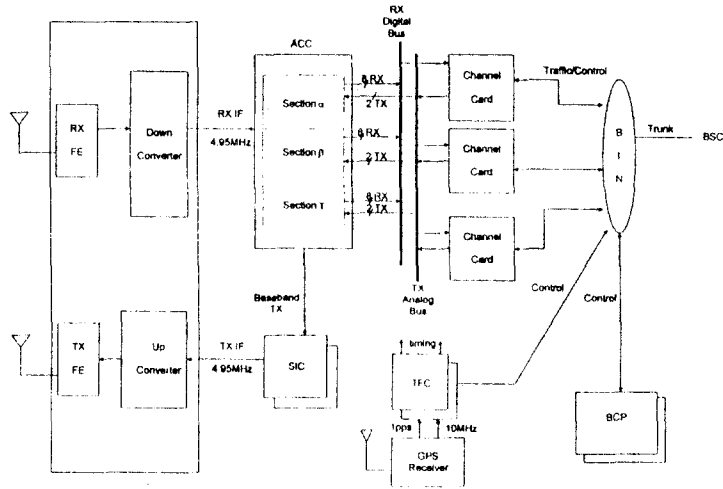 RX
Digital
Bus
ACC
RX
FE
Down
Converter
RX IF
4.95MHz
Section α
Section β
Section γ
8 RX
2 TX
8 RX
2 TX
8 RX
2 TX
Channel
Card
Channel
Card
Channel
Card
Traffic/Control
B
I
N
Trunk
BSC
Baseband
TX
TX
Analog
Bus
Control
Control
TX
FE
Up
Converter
TX IF
4.95MHz
SIC
timing
TFC
1pps
10MHz
GPS
Receiver
BCP